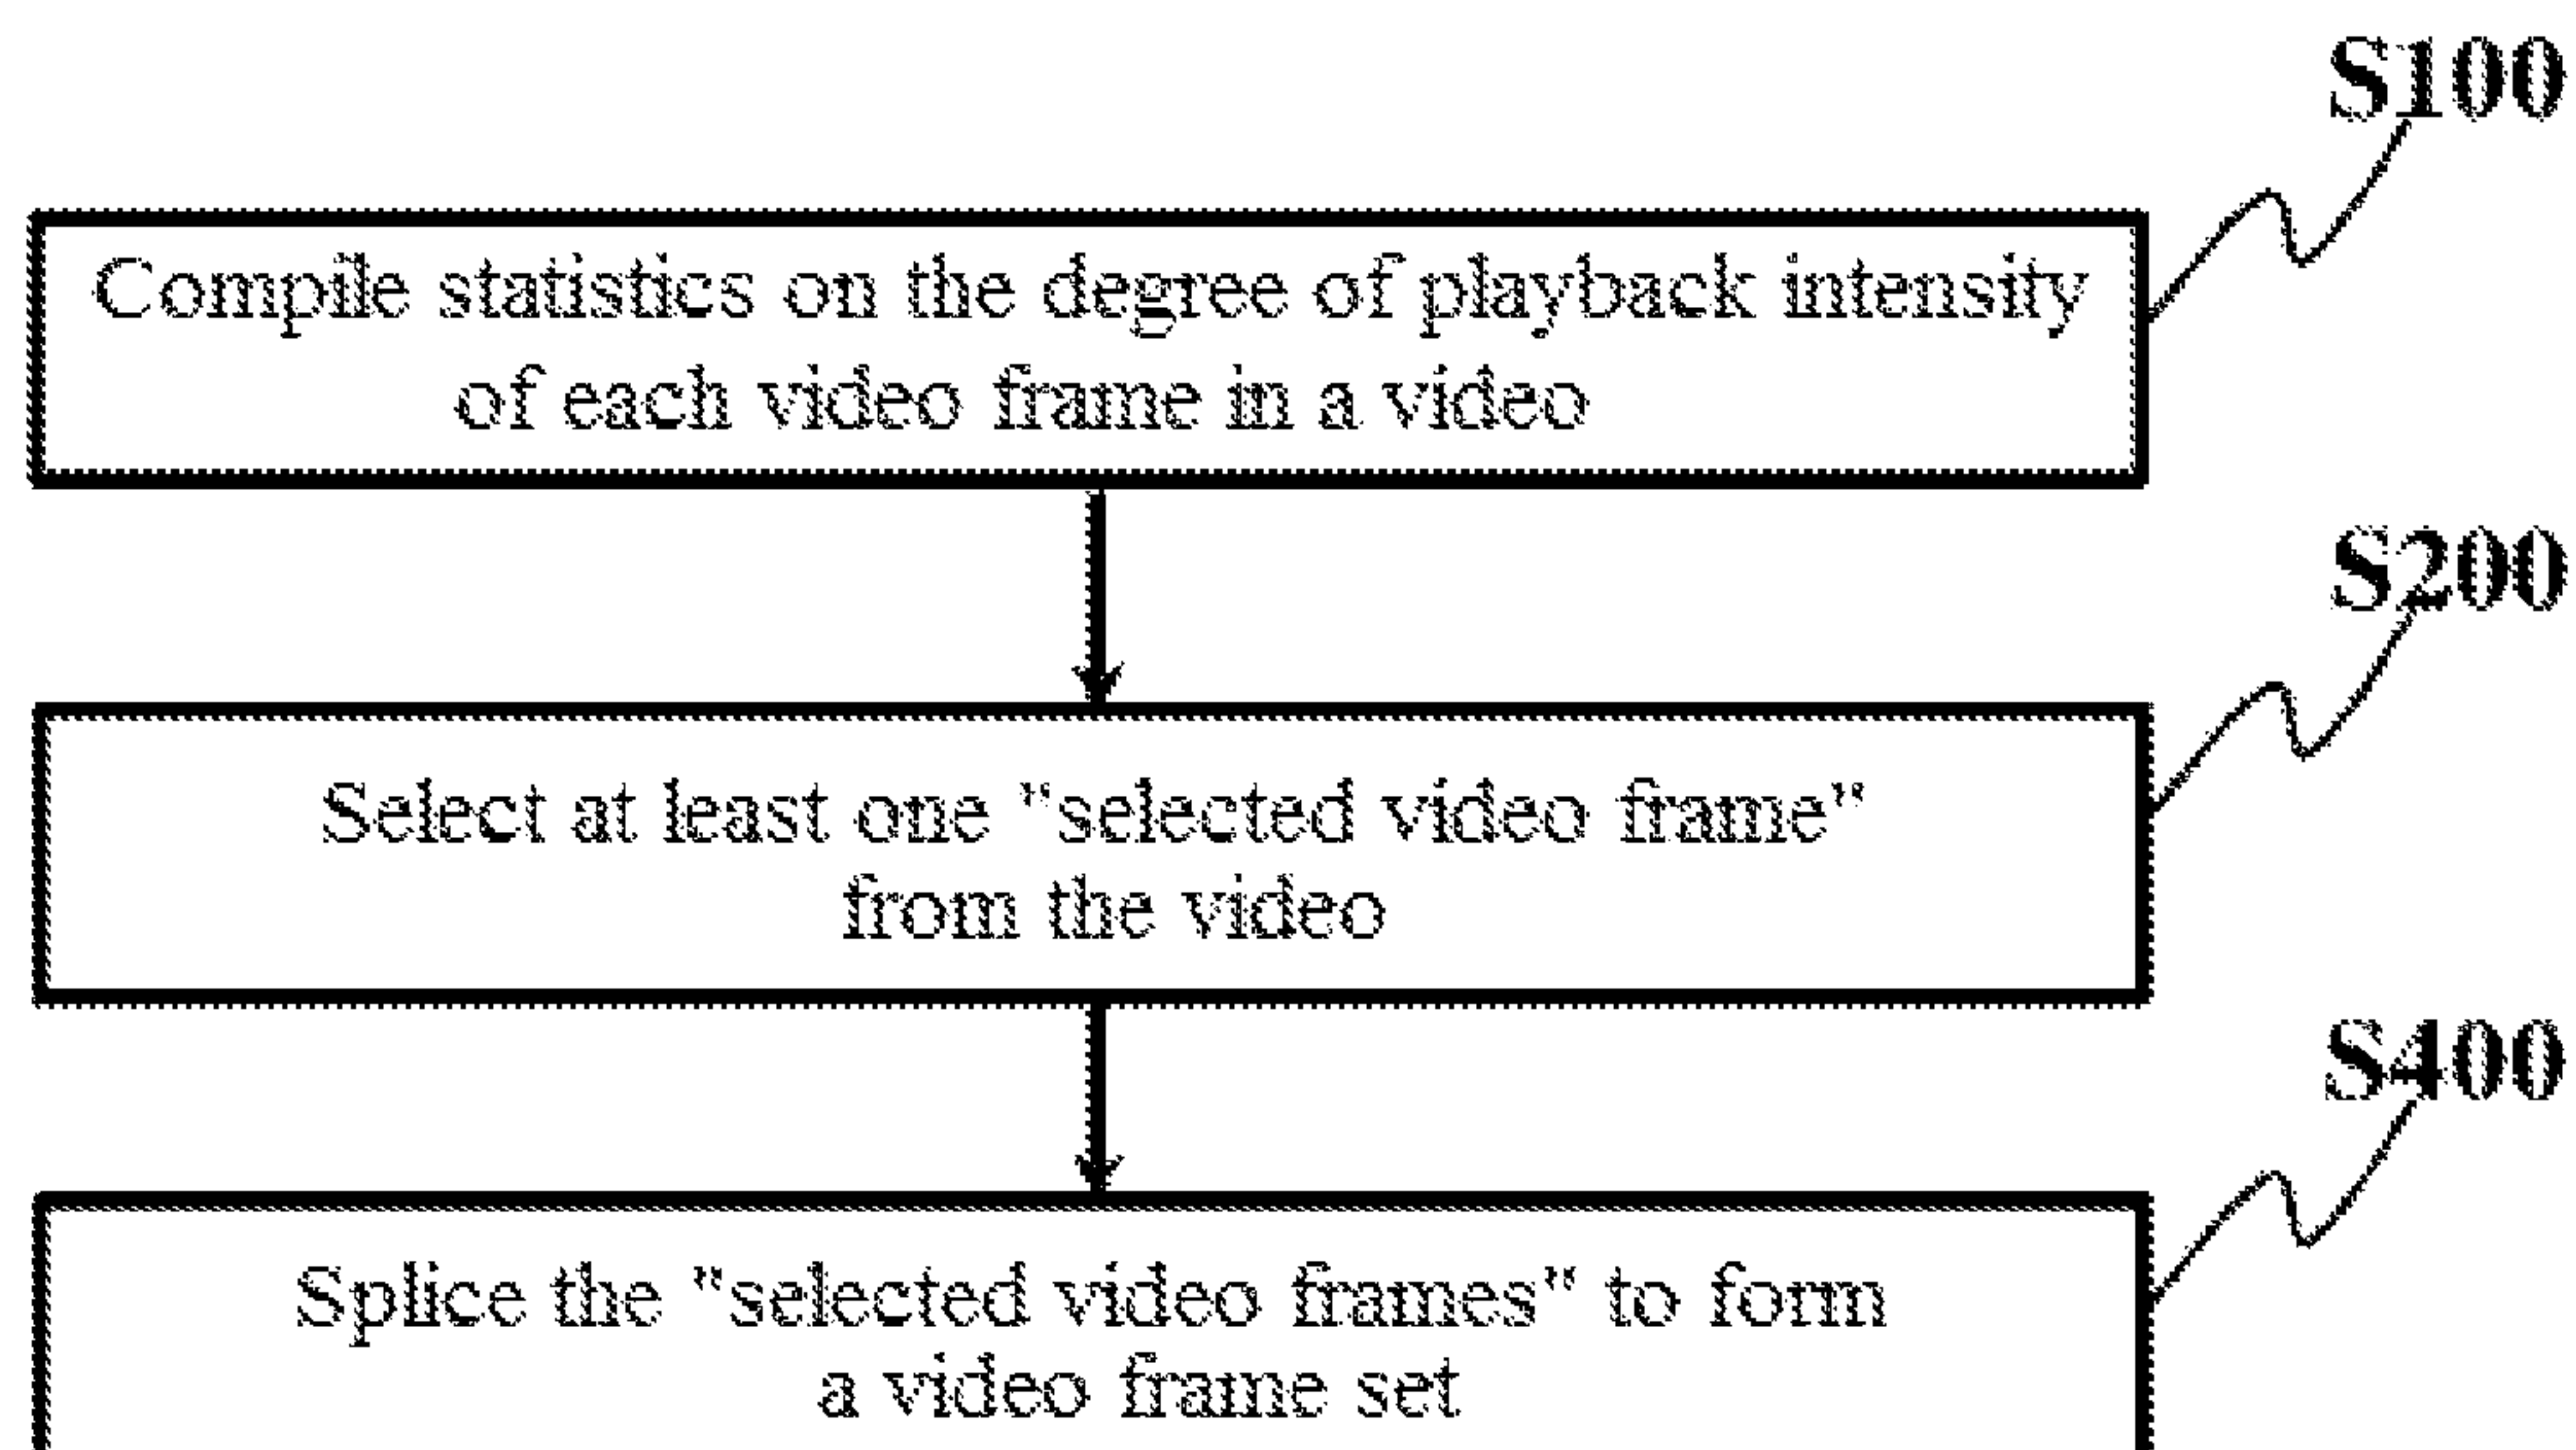 S100
Compile statistics on the degree of playback intensity
of each video frame in a video
S200
Select at least one "selected video frame"
from the video
S400
Splice the "selected video frames" to form
a video frame set